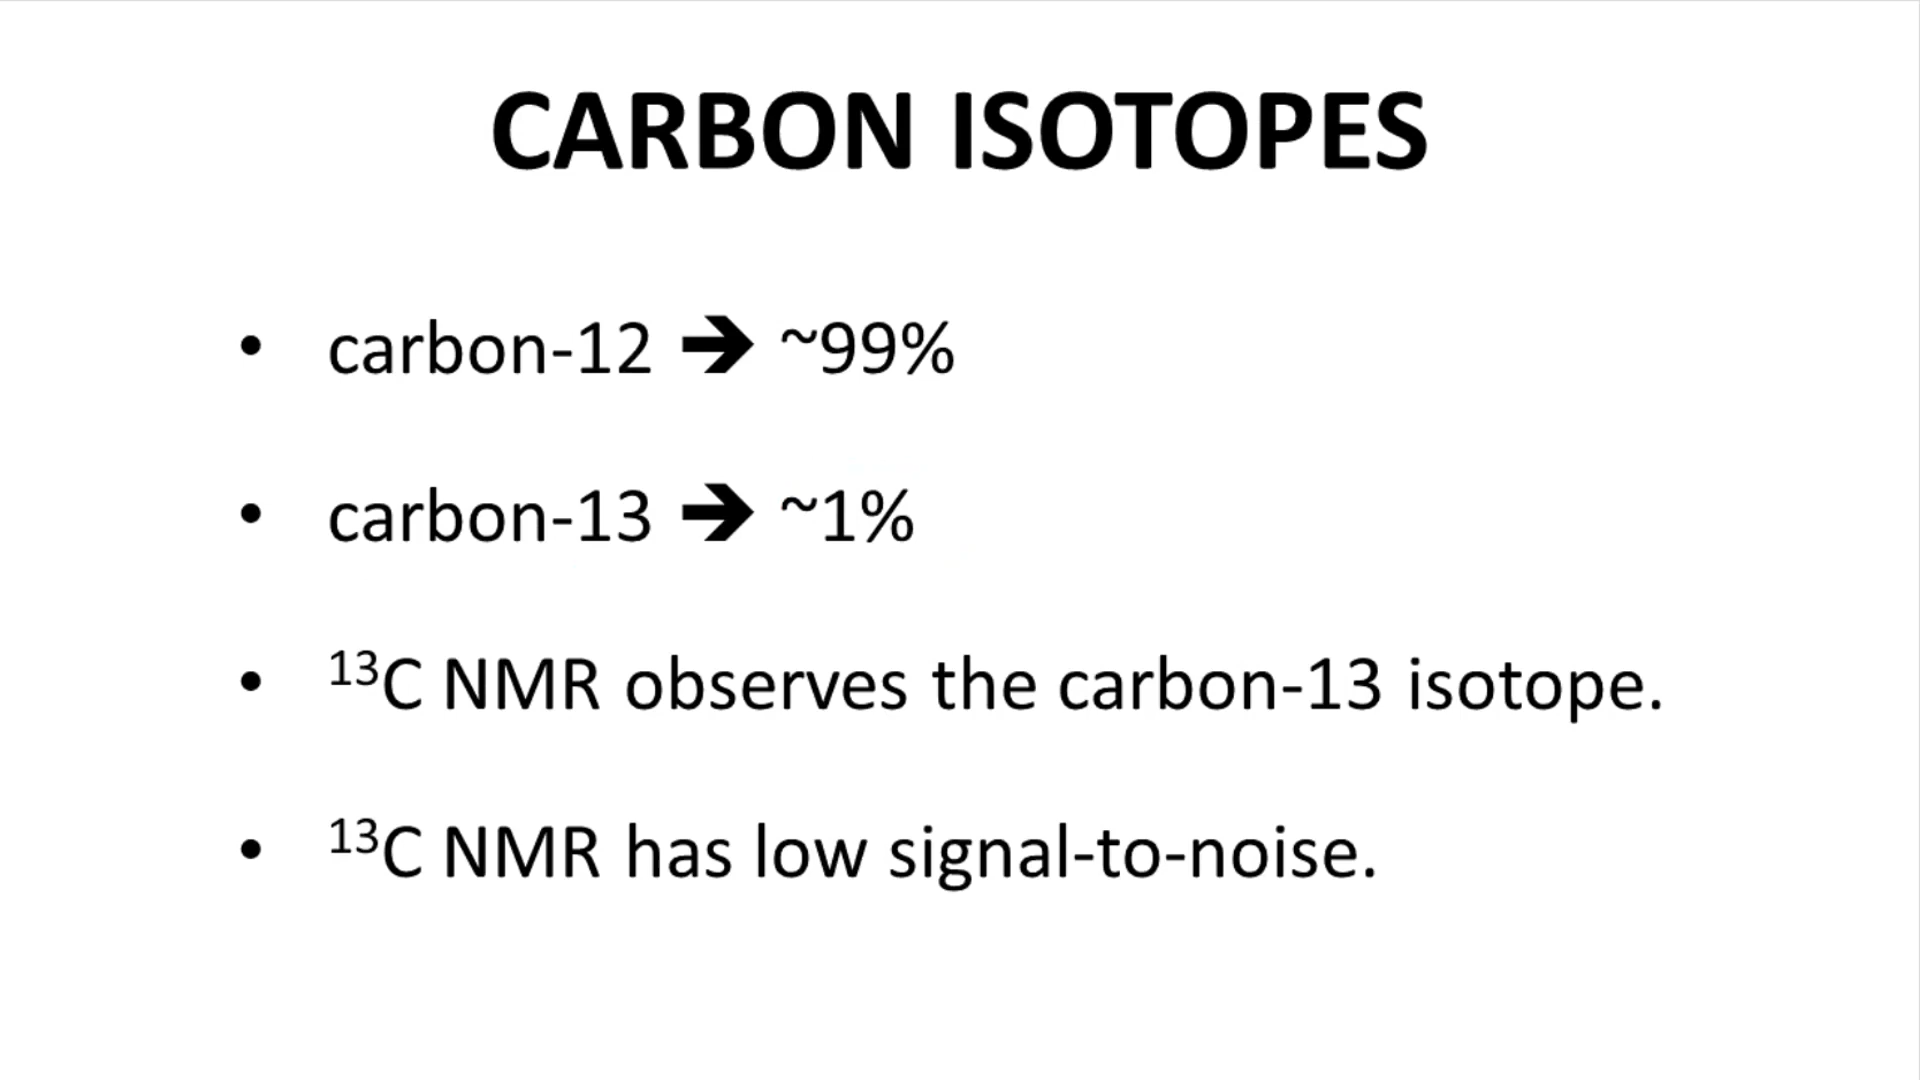 CARBON ISOTOPES
• carbon-12 ➔ ~99%
• carbon-13 ➔ ~1%
• ¹³C NMR observes the carbon-13 isotope.
• ¹³C NMR has low signal-to-noise.